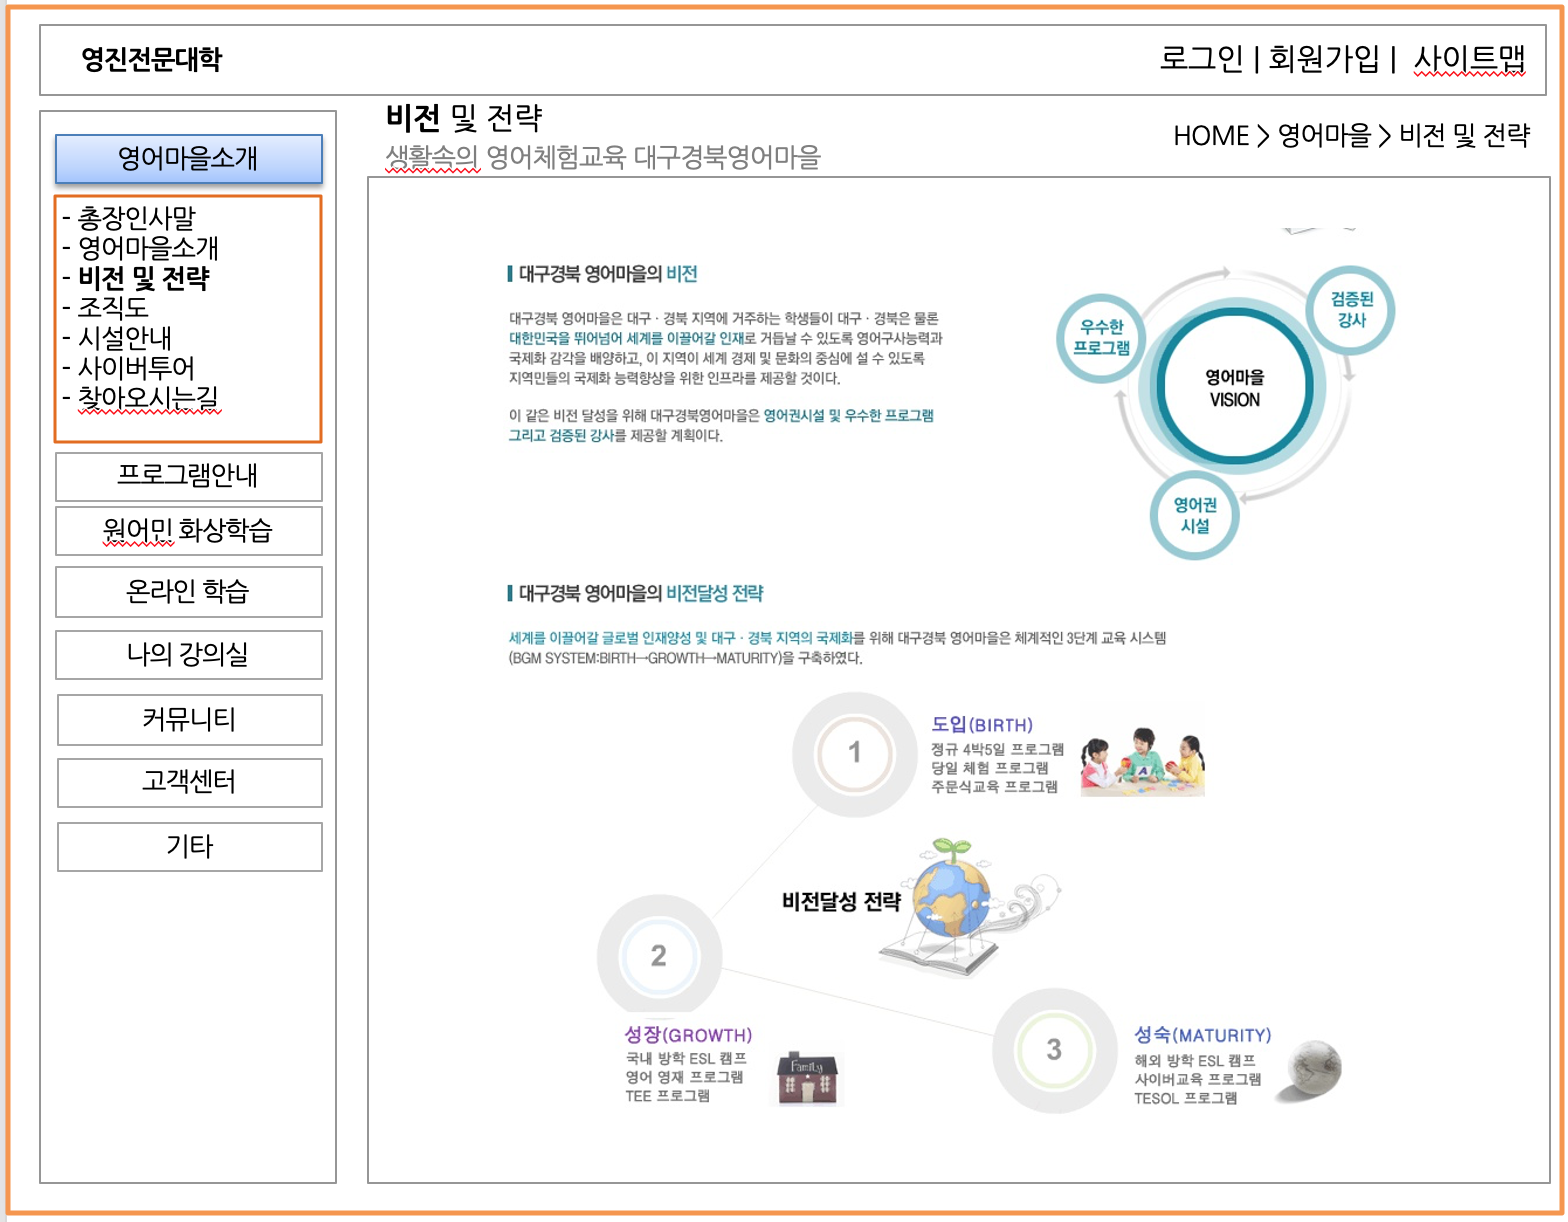 영진전문대학
로그인 | 회원가입 | 사이트맵
영어마을소개
- 총장인사말
- 영어마을소개
- 비전 및 전략
- 조직도
- 시설안내
- 사이버투어
- 찾아오시는길
프로그램안내
원어민 화상학습
온라인 학습
나의 강의실
커뮤니티
고객센터
기타
비전 및 전략
생활속의 영어체험교육 대구경북영어마을
HOME > 영어마을 > 비전 및 전략
대구경북 영어마을의 비전
대구경북 영어마을은 대구 · 경북 지역에 거주하는 학생들이 대구 · 경북은 물론
대한민국을 뛰어넘어 세계를 이끌어갈 인재로 거듭날 수 있도록 영어구사능력과
국제화 감각을 배양하고, 이 지역이 세계 경제 및 문화의 중심에 설 수 있도록
지역민들의 국제화 능력향상을 위한 인프라를 제공할 것이다.
이 같은 비전 달성을 위해 대구경북영어마을은 영어권시설 및 우수한 프로그램
그리고 검증된 강사를 제공할 계획이다.
우수한
프로그램
검증된
강사
영어마을
VISION
영어권
시설
대구경북 영어마을의 비전달성 전략
세계를 이끌어갈 글로벌 인재양성 및 대구 · 경북 지역의 국제화를 위해 대구경북 영어마을은 체계적인 3단계 교육 시스템
(BGM SYSTEM:BIRTH→GROWTH→MATURITY)을 구축하였다.
1
도입(BIRTH)
정규 4박5일 프로그램
당일 체험 프로그램
주문식교육 프로그램
A
비전달성 전략
2
성장(GROWTH)
국내 방학 ESL 캠프
영어 영재 프로그램
TEE 프로그램
Family
3
성숙(MATURITY)
해외 방학 ESL 캠프
사이버교육 프로그램
TESOL 프로그램